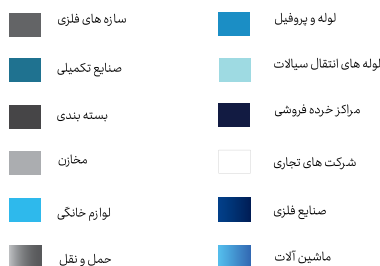 لوله و پروفیل
سازه های فلزی
لوله های انتقال سیالات
صنایع تکمیلی
مراکز خرده فروشی
بسته بندی
شرکت های تجاری
مخازن
صنایع فلزی
لوازم خانگی
ماشین آلات
حمل و نقل